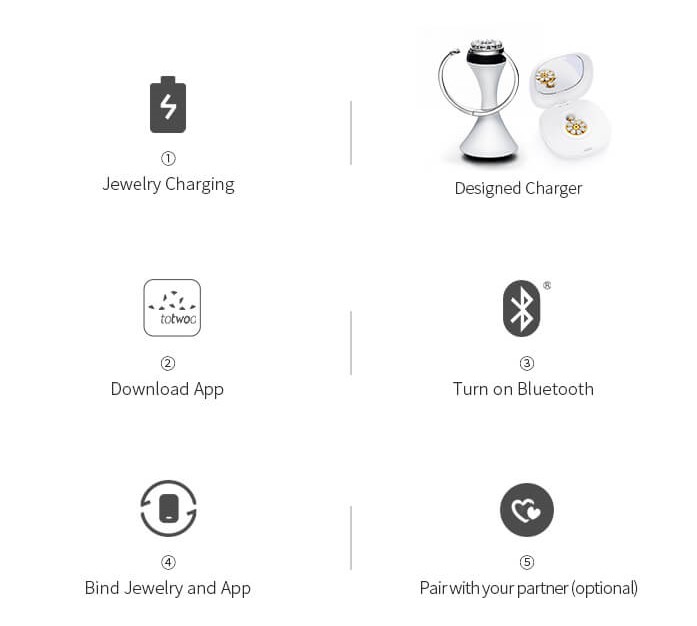 ①
Jewelry Charging
Designed Charger
totwoo
②
Download App
®
③
Turn on Bluetooth
④
Bind Jewelry and App
⑤
Pair with your partner (optional)